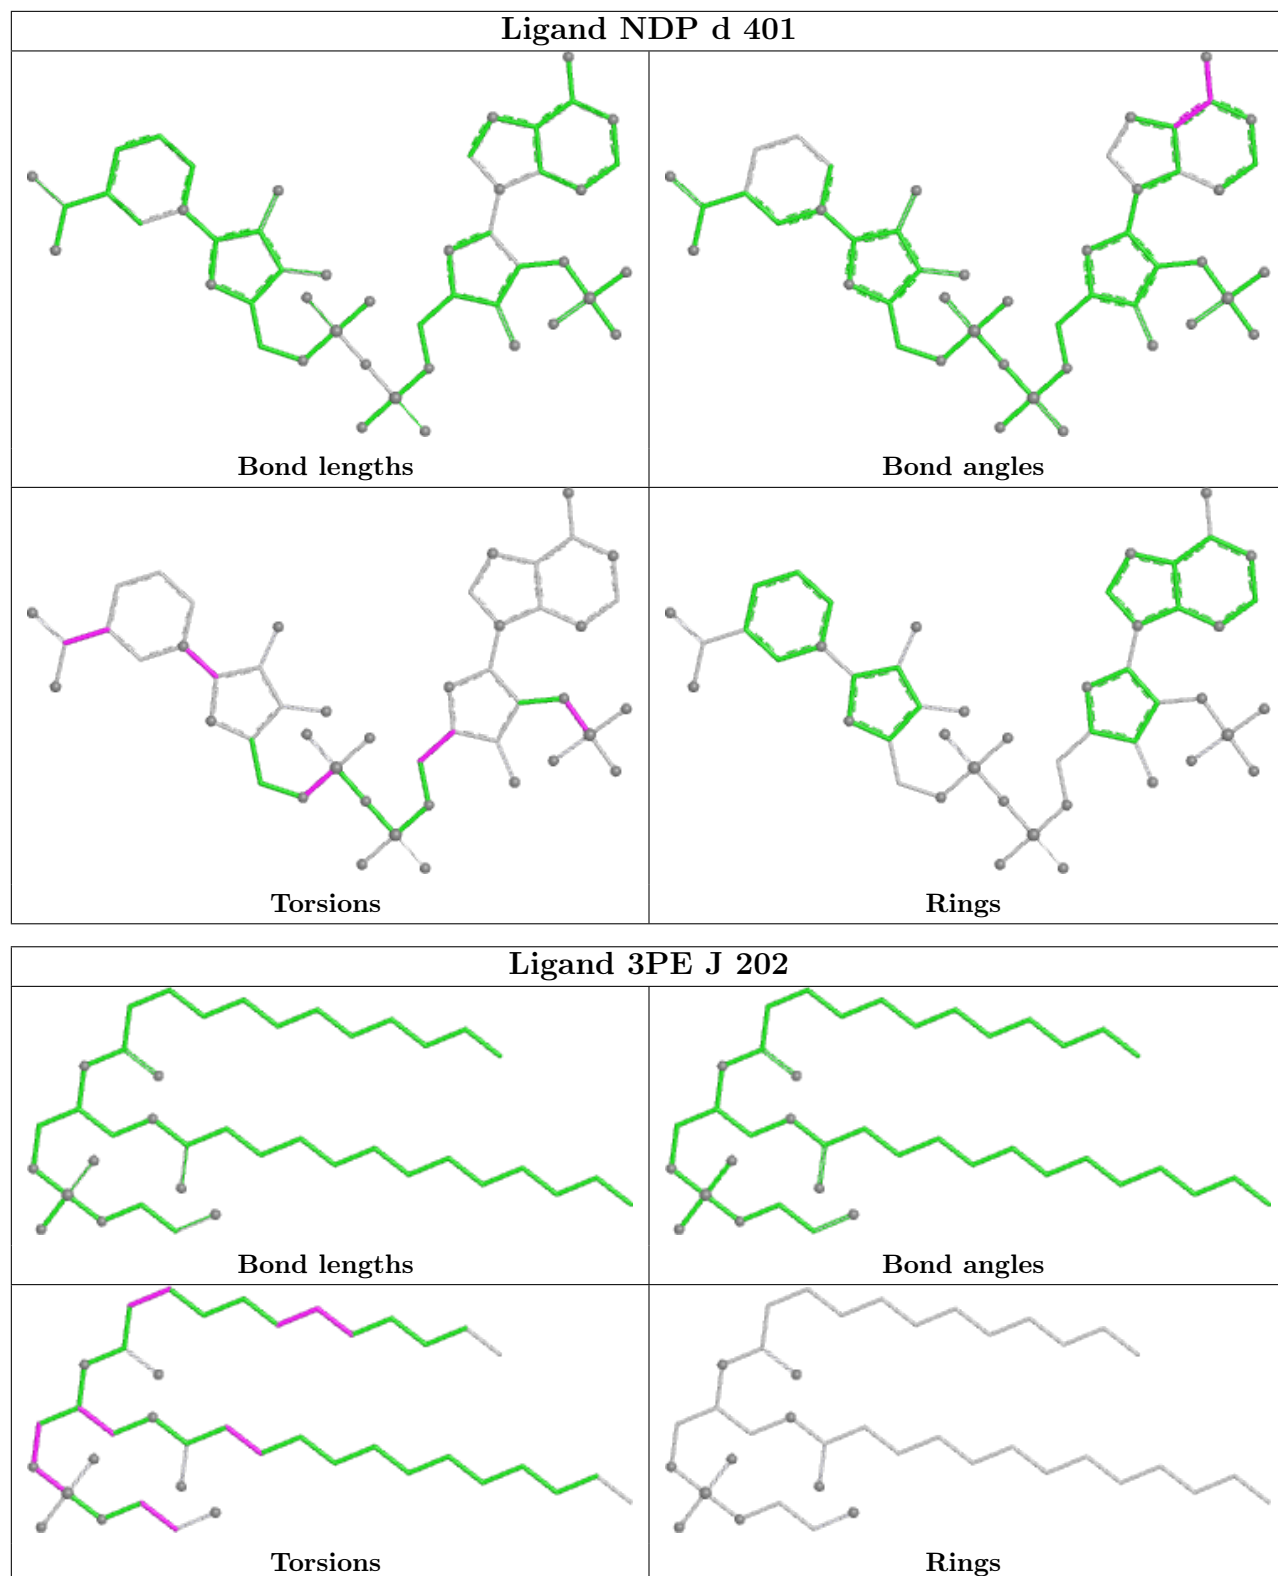 Ligand NDP d 401
Bond lengths
Bond angles
Torsions
Rings
Ligand 3PE J 202
Bond lengths
Bond angles
Torsions
Rings